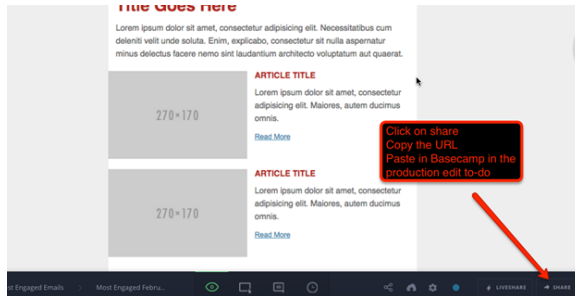 Title Goes Here
Lorem ipsum dolor sit amet, consectetur adipisicing elit. Necessitatibus cum
deleniti velit unde soluta. Enim, explicabo, consectetur sit nulla aspernatur
minus delectus facere nemo sint laudantium architecto voluptatum aut quaerat.
270×170
ARTICLE TITLE
Lorem ipsum dolor sit amet, consectetur
adipisicing elit. Maiores, autem ducimus
omnis.
Read More
Click on share
Copy the URL
Paste in Basecamp in the
production edit to-do
270×170
ARTICLE TITLE
Lorem ipsum dolor sit amet, consectetur
adipisicing elit. Maiores, autem ducimus
omnis.
Read More
st Engaged Emails
Most Engaged Febru...
LIVESHARE
SHARE